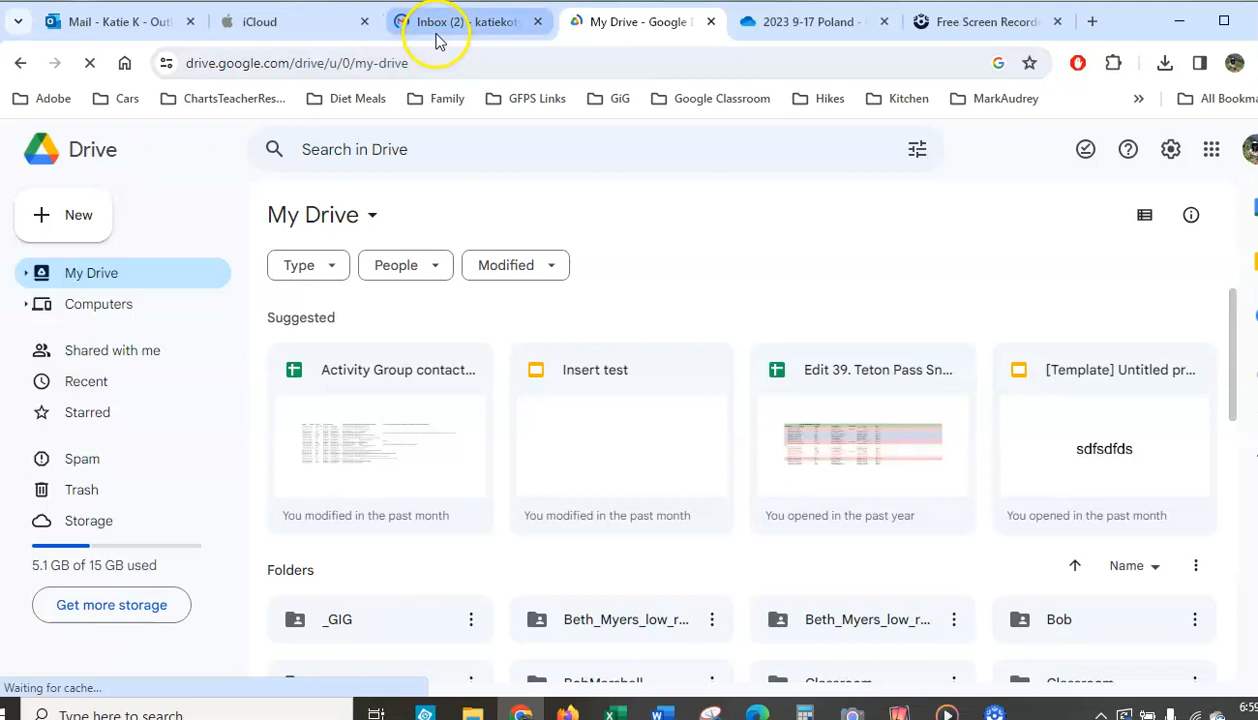 Mail - Katie K - Outl
iCloud
Inbox (2) - katiekot
My Drive - Google D
2023 9-17 Poland -
Free Screen Recorde
drive.google.com/drive/u/0/my-drive
G
Adobe
Cars
ChartsTeacherRes...
Diet Meals
Family
GFPS Links
GiG
Google Classroom
Hikes
Kitchen
MarkAudrey
»
All Bookma
Drive
Search in Drive
New
My Drive
Computers
Shared with me
Recent
Starred
Spam
Trash
Storage
5.1 GB of 15 GB used
Get more storage
My Drive
Type
People
Modified
Suggested
Activity Group contact...
Insert test
Edit 39. Teton Pass Sn...
[Template] Untitled pr...
sdfsdfds
You modified in the past month
You modified in the past month
You opened in the past year
You opened in the past month
Folders
Name
_GIG
Beth_Myers_low_r...
Beth_Myers_low_r...
Bob
BobMarshall
Classroom
Classroom
Waiting for cache...
Type here to search
6:5